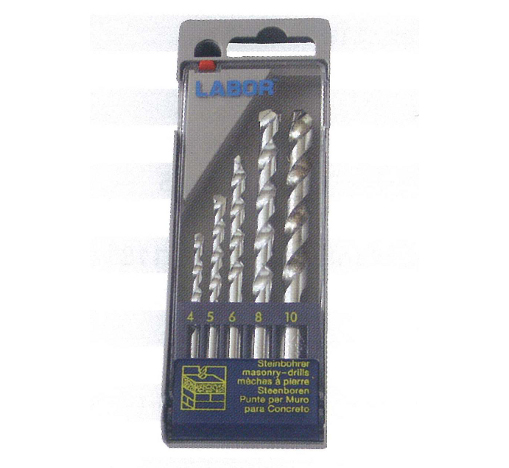 LABOR
4 5 6 8 10
Steinbohrer
masonry-drills
mèches à pierre
Steenboren
Punte per Muro
para Concreto